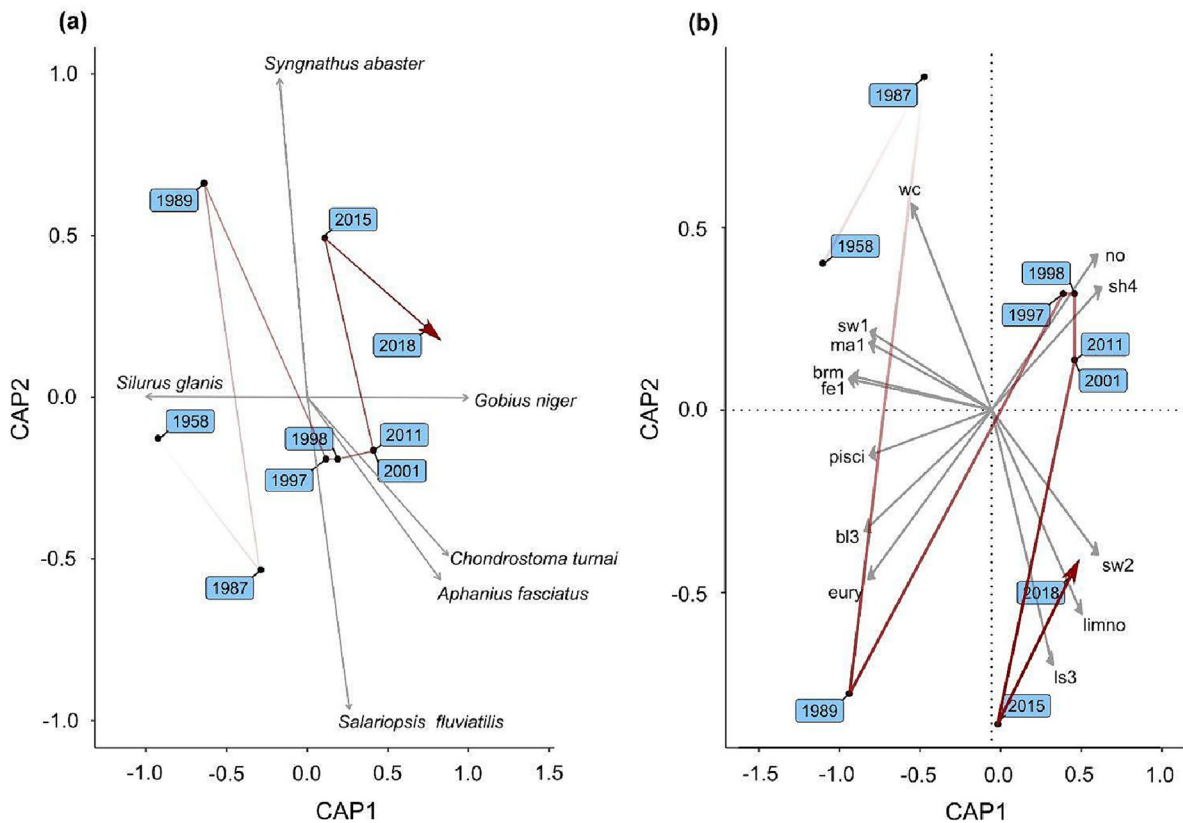 (a)
1.0
0.5
0.0
-0.5
-1.0
CAP2
-1.0
-0.5
0.0
0.5
1.0
1.5
CAP1
Syngnathus abaster
1989
2015
2018
Silurus glanis
Gobius niger
1958
1998
2011
1997
2001
1987
Chondrostoma turnai
Aphanius fasciatus
Salariopsis fluviatilis
(b)
0.5
0.0
-0.5
CAP2
-1.5
-1.0
-0.5
0.0
0.5
1.0
CAP1
1987
wc
1958
no
1998
sh4
1997
sw1
2011
ma1
brm
2001
fe1
pisci
bl3
sw2
eury
2018
limno
ls3
1989
2015